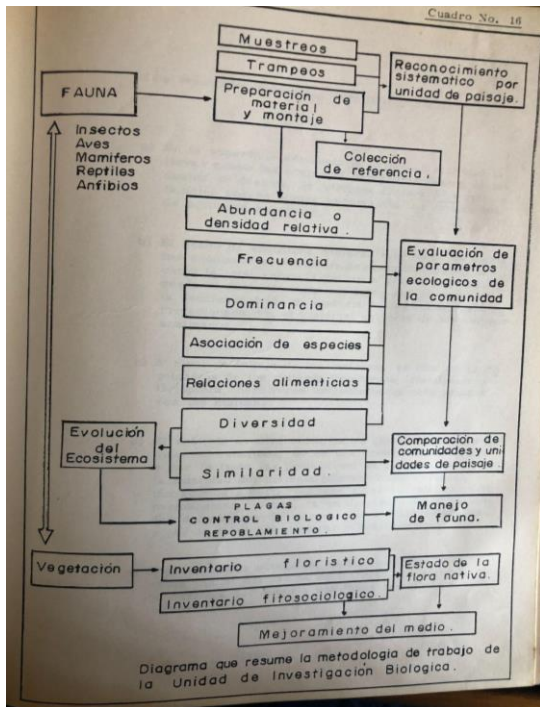 Cuadro No. 16
Muestreos
Trampeos
Preparación de
material
y montaje
Reconocimiento
sistematico por
unidad de paisaje.
FAUNA
Insectos
Aves
Mamiferos
Reptiles
Anfibios
Colección
de referencia.
Abundancia o
densidad relativa.
Frecuencia
Dominancia
Asociación de especies
Relaciones alimenticias
Diversidad
Similaridad.
Evaluación de
parametros
ecologicos de
la comunidad
Evolución
del
Ecosistema
Comparación de
comunidades y uni
dades de paisaje.
PLAGAS
CONTROL BIOLOGICO
REPOBLAMIENTO.
Manejo
de fauna.
Vegetación
Inventario floristico
Inventario fitosociologico.
Estado de la
flora nativa.
Mejoramiento del medio.
Diagrama que resume la metodologia de trabajo de
la Unidad de Investigación Biologica.